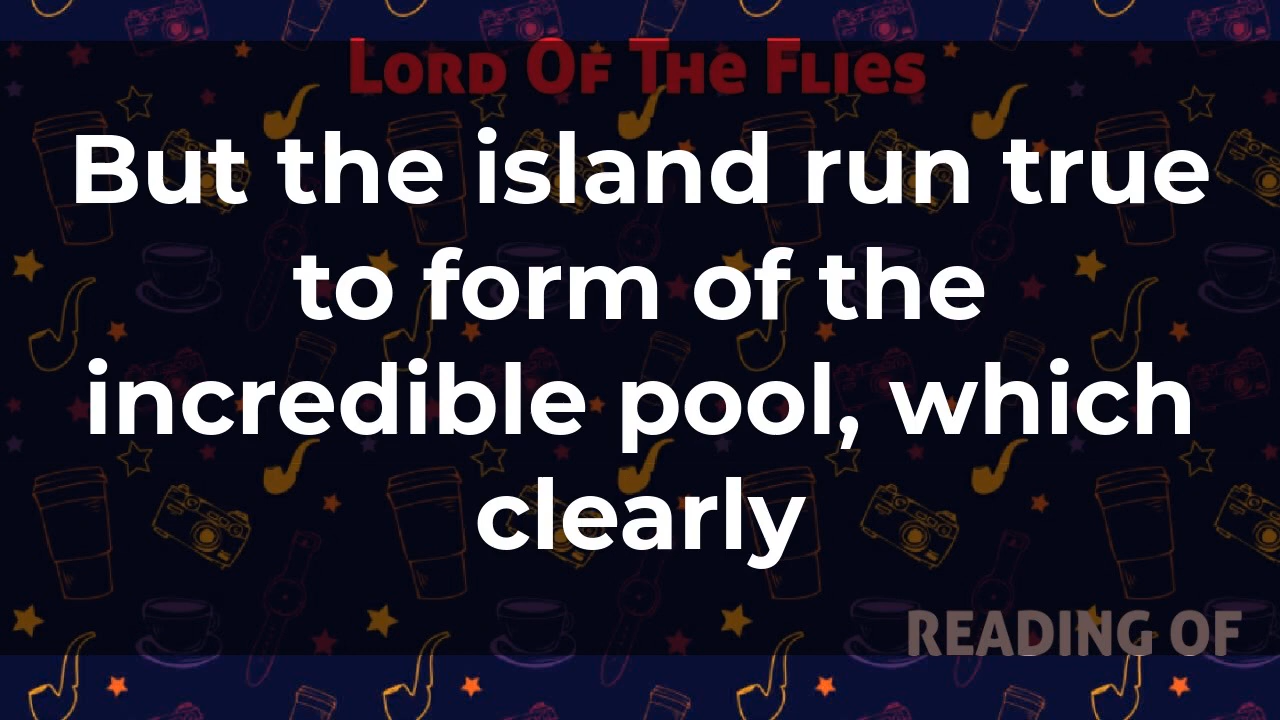 Lord Of The Flies
But the island run true
to form of the
incredible pool, which
clearly
READING OF